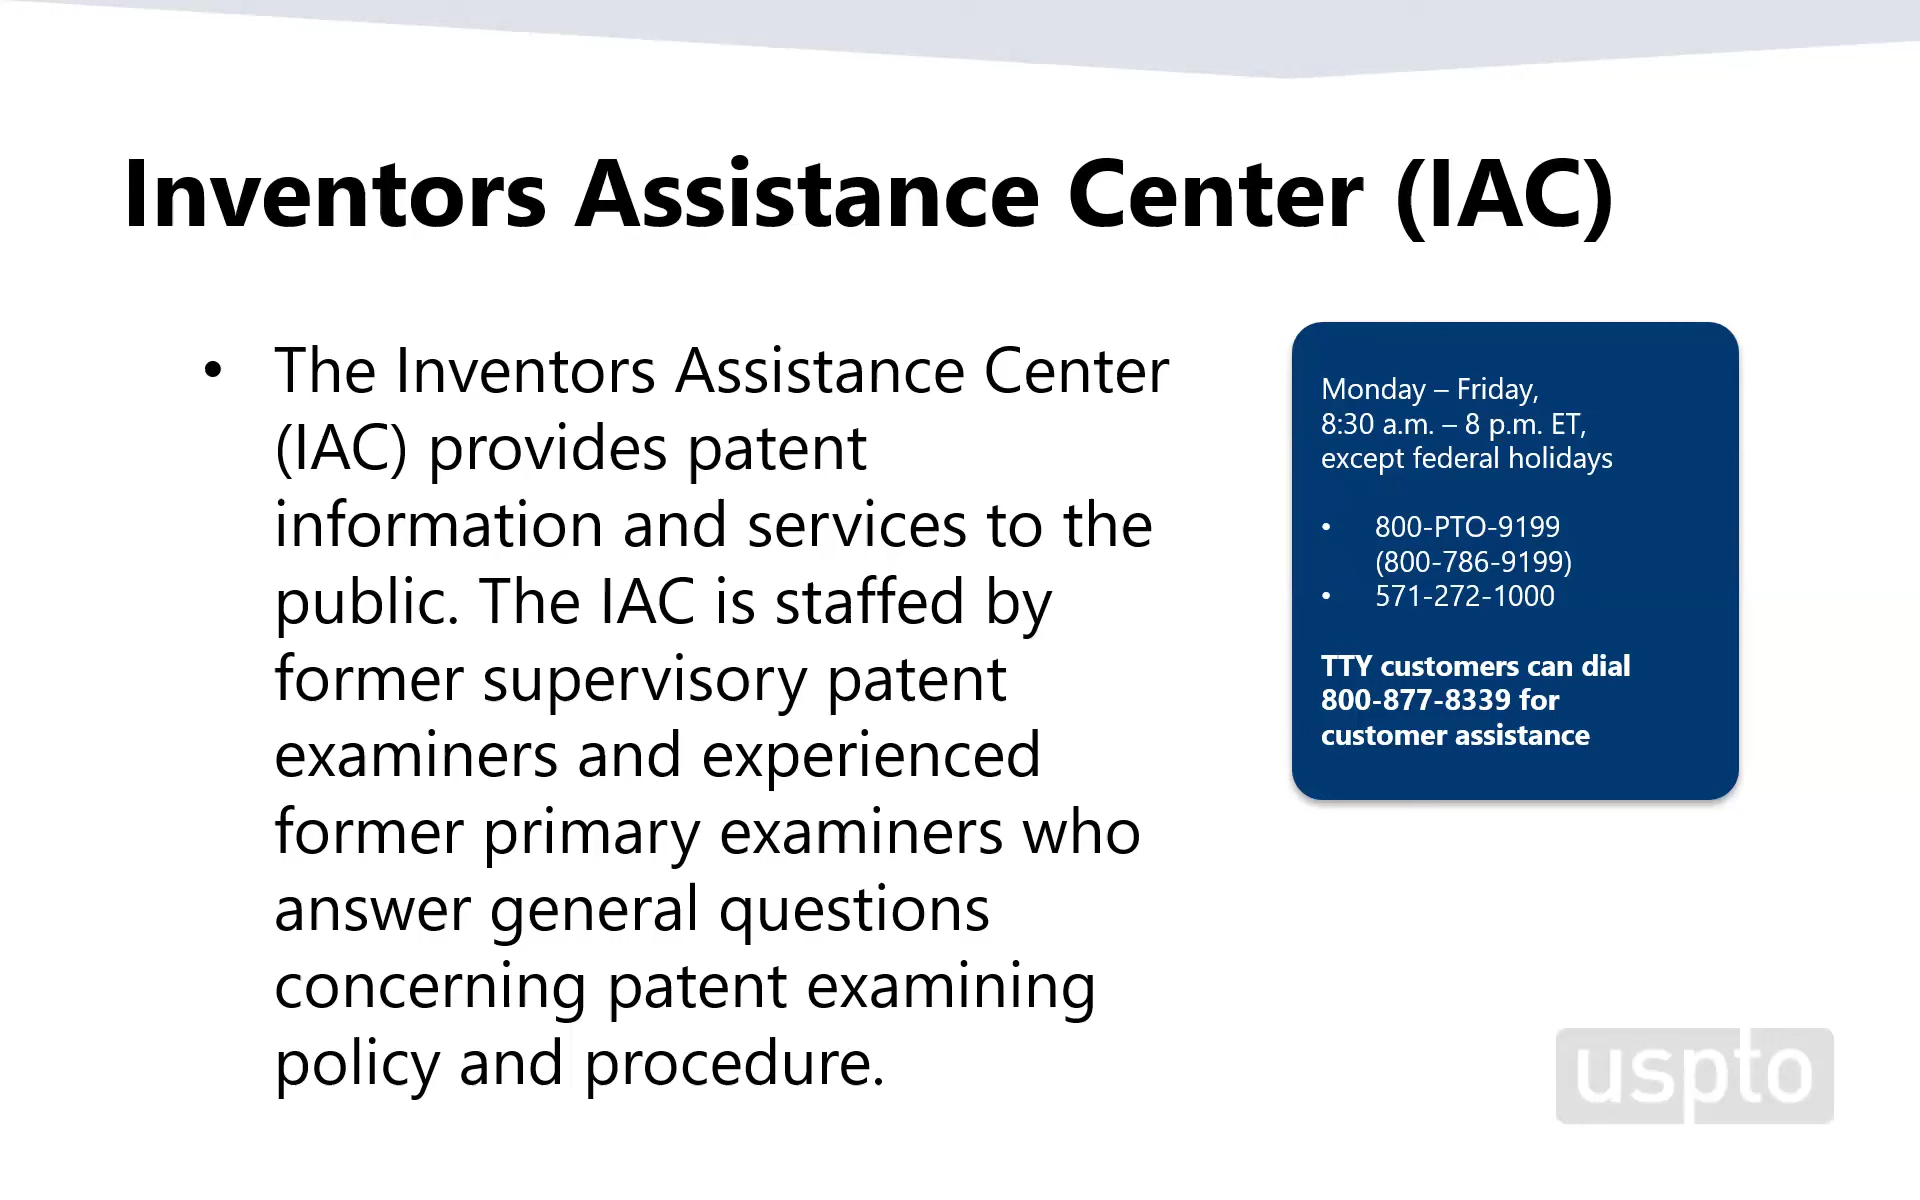 Inventors Assistance Center (IAC)
• The Inventors Assistance Center
(IAC) provides patent
information and services to the
public. The IAC is staffed by
former supervisory patent
examiners and experienced
former primary examiners who
answer general questions
concerning patent examining
policy and procedure.
Monday – Friday,
8:30 a.m. – 8 p.m. ET,
except federal holidays
• 800-PTO-9199
(800-786-9199)
• 571-272-1000
TTY customers can dial
800-877-8339 for
customer assistance
uspto